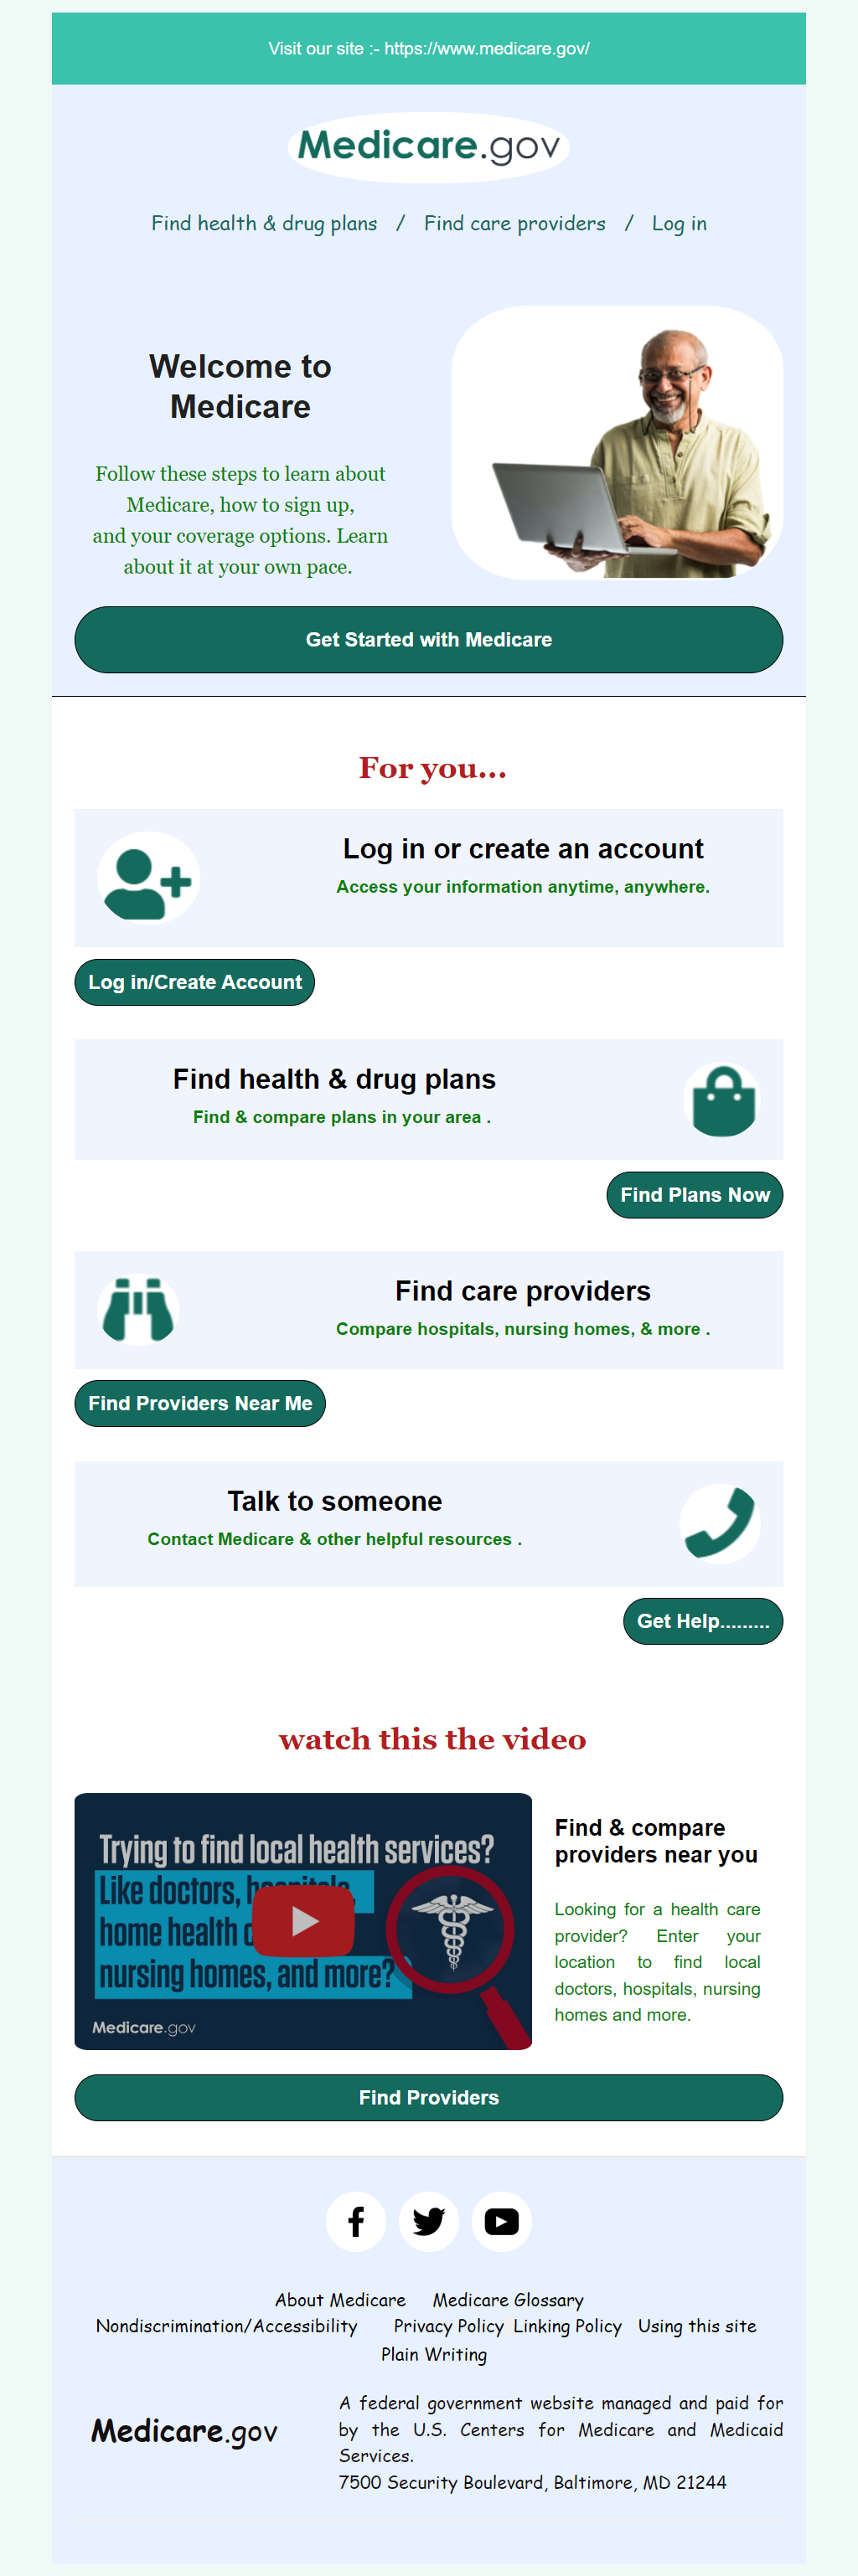 Visit our site :- https://www.medicare.gov/
Medicare.gov
Find health & drug plans / Find care providers / Log in
Welcome to
Medicare
Follow these steps to learn about
Medicare, how to sign up,
and your coverage options. Learn
about it at your own pace.
Get Started with Medicare
For you...
Log in or create an account
Access your information anytime, anywhere.
Log in/Create Account
Find health & drug plans
Find & compare plans in your area .
Find Plans Now
Find care providers
Compare hospitals, nursing homes, & more .
Find Providers Near Me
Talk to someone
Contact Medicare & other helpful resources .
Get Help.........
watch this the video
Trying to find local health services?
Like doctors, hospitals,
home health
nursing homes, and more?
Medicare.gov
Find & compare
providers near you
Looking for a health care
provider? Enter your
location to find local
doctors, hospitals, nursing
homes and more.
Find Providers
About Medicare Medicare Glossary
Nondiscrimination/Accessibility Privacy Policy Linking Policy Using this site
Plain Writing
Medicare.gov
A federal government website managed and paid for
by the U.S. Centers for Medicare and Medicaid
Services.
7500 Security Boulevard, Baltimore, MD 21244